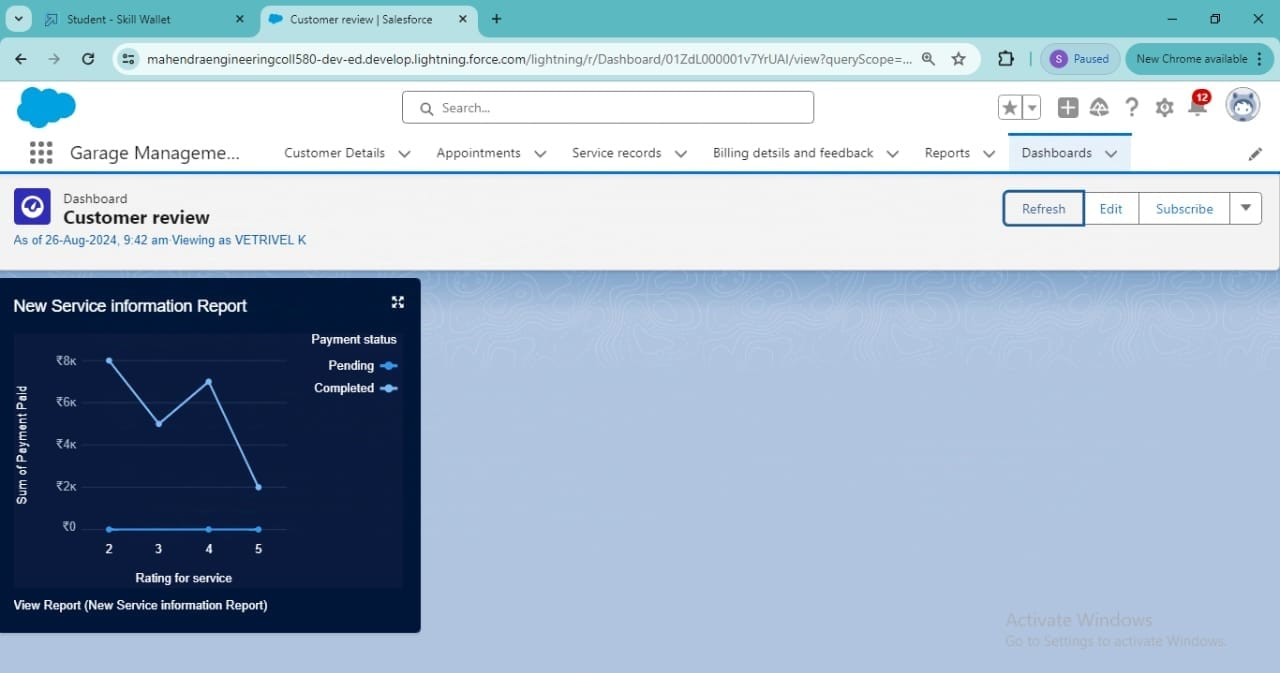 Student - Skill Wallet
Customer review | Salesforce
mahendraengineeringcoll580-dev-ed.develop.lightning.force.com/lightning/r/Dashboard/01ZdL000001v7YrUAI/view?queryScope=...
S Paused
New Chrome available
Search...
12
Garage Manageme...
Customer Details
Appointments
Service records
Billing detsils and feedback
Reports
Dashboards
Dashboard
Customer review
As of 26-Aug-2024, 9:42 am·Viewing as VETRIVEL K
Refresh
Edit
Subscribe
New Service information Report
Payment status
Pending
Completed
Sum of Payment Paid
₹8K
₹6K
₹4K
₹2K
₹0
2 3 4 5
Rating for service
View Report (New Service information Report)
Activate Windows
Go to Settings to activate Windows.